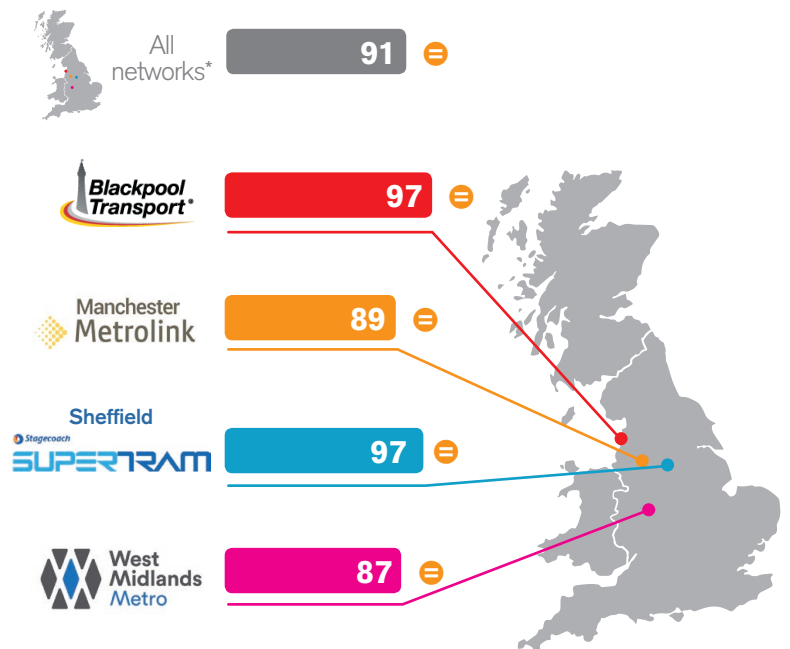 All
networks*
91
=
Blackpool
Transport
97
=
Manchester
Metrolink
89
=
Sheffield
Stagecoach
SUPERTRAM
97
=
West
Midlands
Metro
87
=